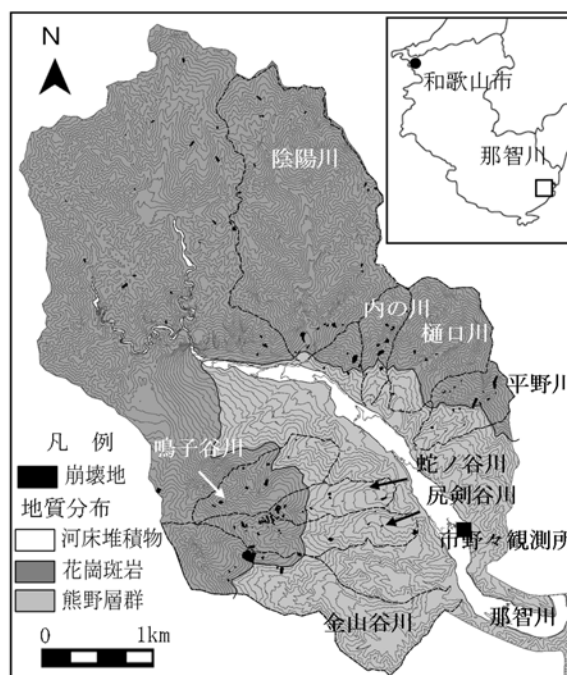 N
和歌山市
那智川
陰陽川
内の川
樋口川
平野川
鳴子谷川
蛇ノ谷川
尻剣谷川
市野々観測所
那智川
金山谷川
凡 例
崩壊地
地質分布
河床堆積物
花崗斑岩
熊野層群
0 1km